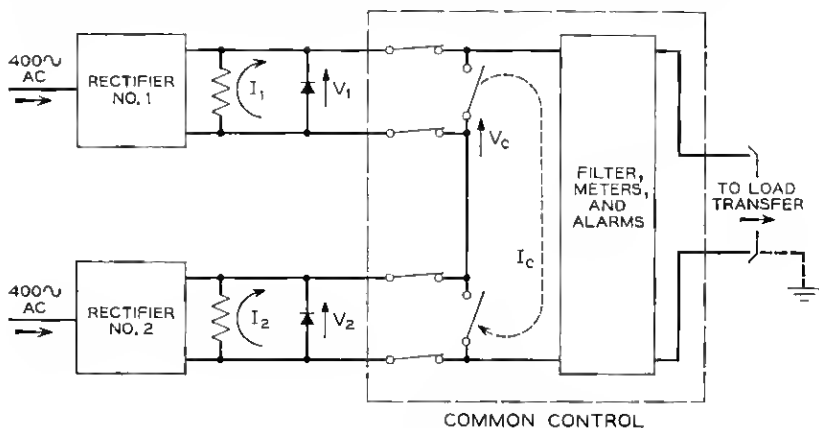 400~
AC
RECTIFIER
NO. 1
I1
V1
VC
FILTER,
METERS,
AND
ALARMS
TO LOAD
TRANSFER
IC
400~
AC
RECTIFIER
NO. 2
I2
V2
COMMON CONTROL